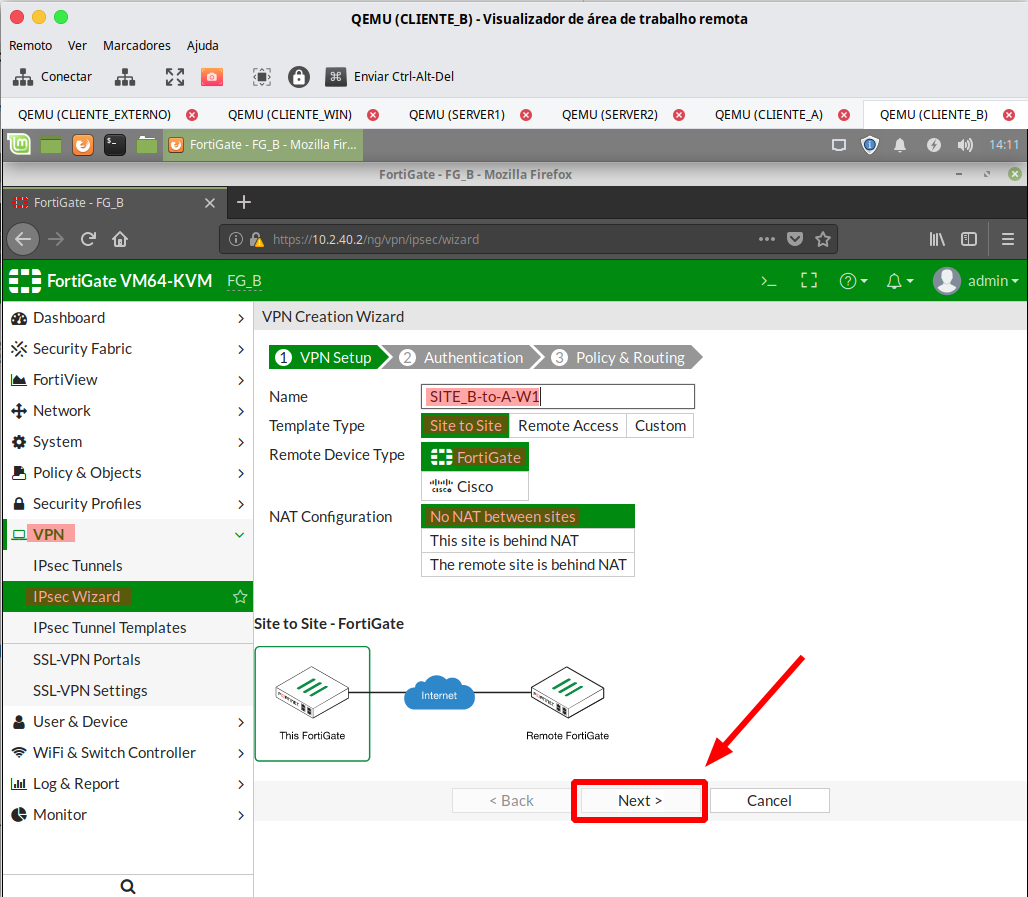 QEMU (CLIENTE_B) - Visualizador de área de trabalho remota
Remoto Ver Marcadores Ajuda
Conectar Enviar Ctrl-Alt-Del
QEMU (CLIENTE_EXTERNO) QEMU (CLIENTE_WIN) QEMU (SERVER1) QEMU (SERVER2) QEMU (CLIENTE_A) QEMU (CLIENTE_B)
FortiGate - FG_B - Mozilla Fir... 14:11
FortiGate - FG_B - Mozilla Firefox
FortiGate - FG_B
https://10.2.40.2/ng/vpn/ipsec/wizard
FortiGate VM64-KVM FG_B admin
Dashboard
Security Fabric
FortiView
Network
System
Policy & Objects
Security Profiles
VPN
IPsec Tunnels
IPsec Wizard
IPsec Tunnel Templates
SSL-VPN Portals
SSL-VPN Settings
User & Device
WiFi & Switch Controller
Log & Report
Monitor
VPN Creation Wizard
1 VPN Setup 2 Authentication 3 Policy & Routing
Name SITE_B-to-A-W1
Template Type Site to Site Remote Access Custom
Remote Device Type FortiGate
CISCO Cisco
NAT Configuration No NAT between sites
This site is behind NAT
The remote site is behind NAT
Site to Site - FortiGate
Internet
This FortiGate Remote FortiGate
< Back Next > Cancel